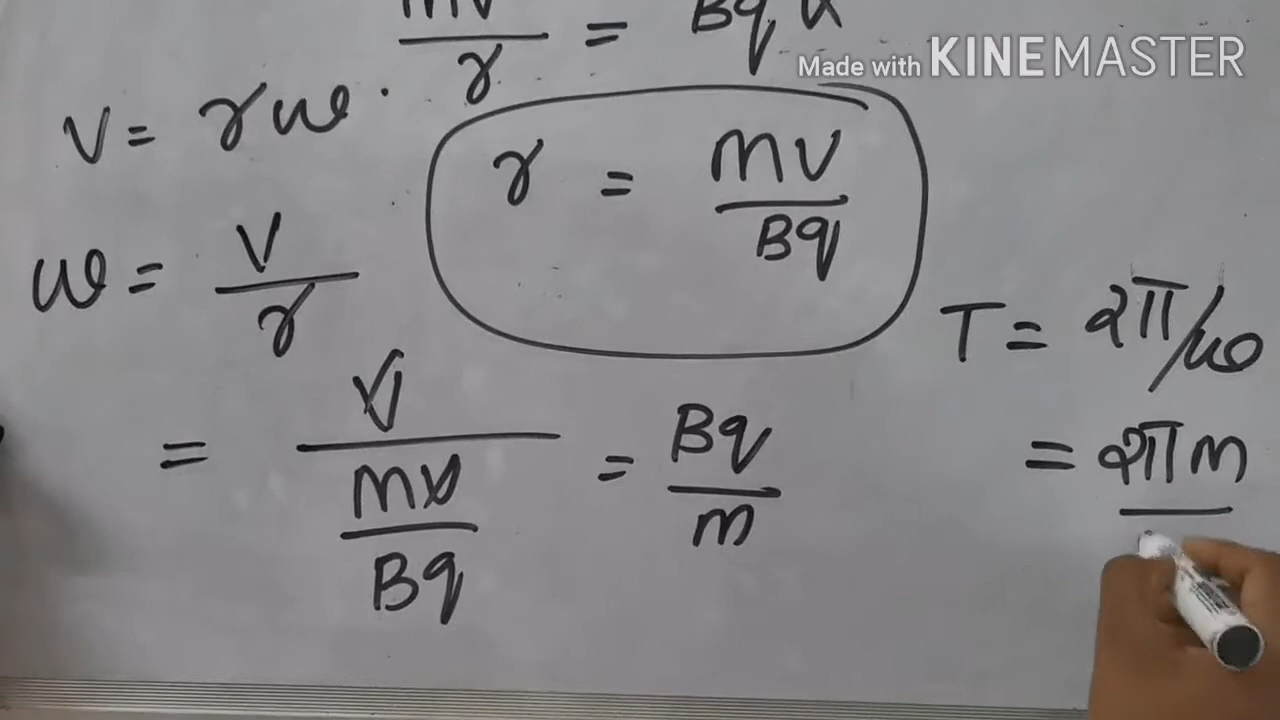 mv/r = Bqv
Made with KINEMASTER
v = rω.
r = mv/Bq
ω = v/r
T = 2π/ω
= v/(mv/Bq) = Bq/m
= 2πm